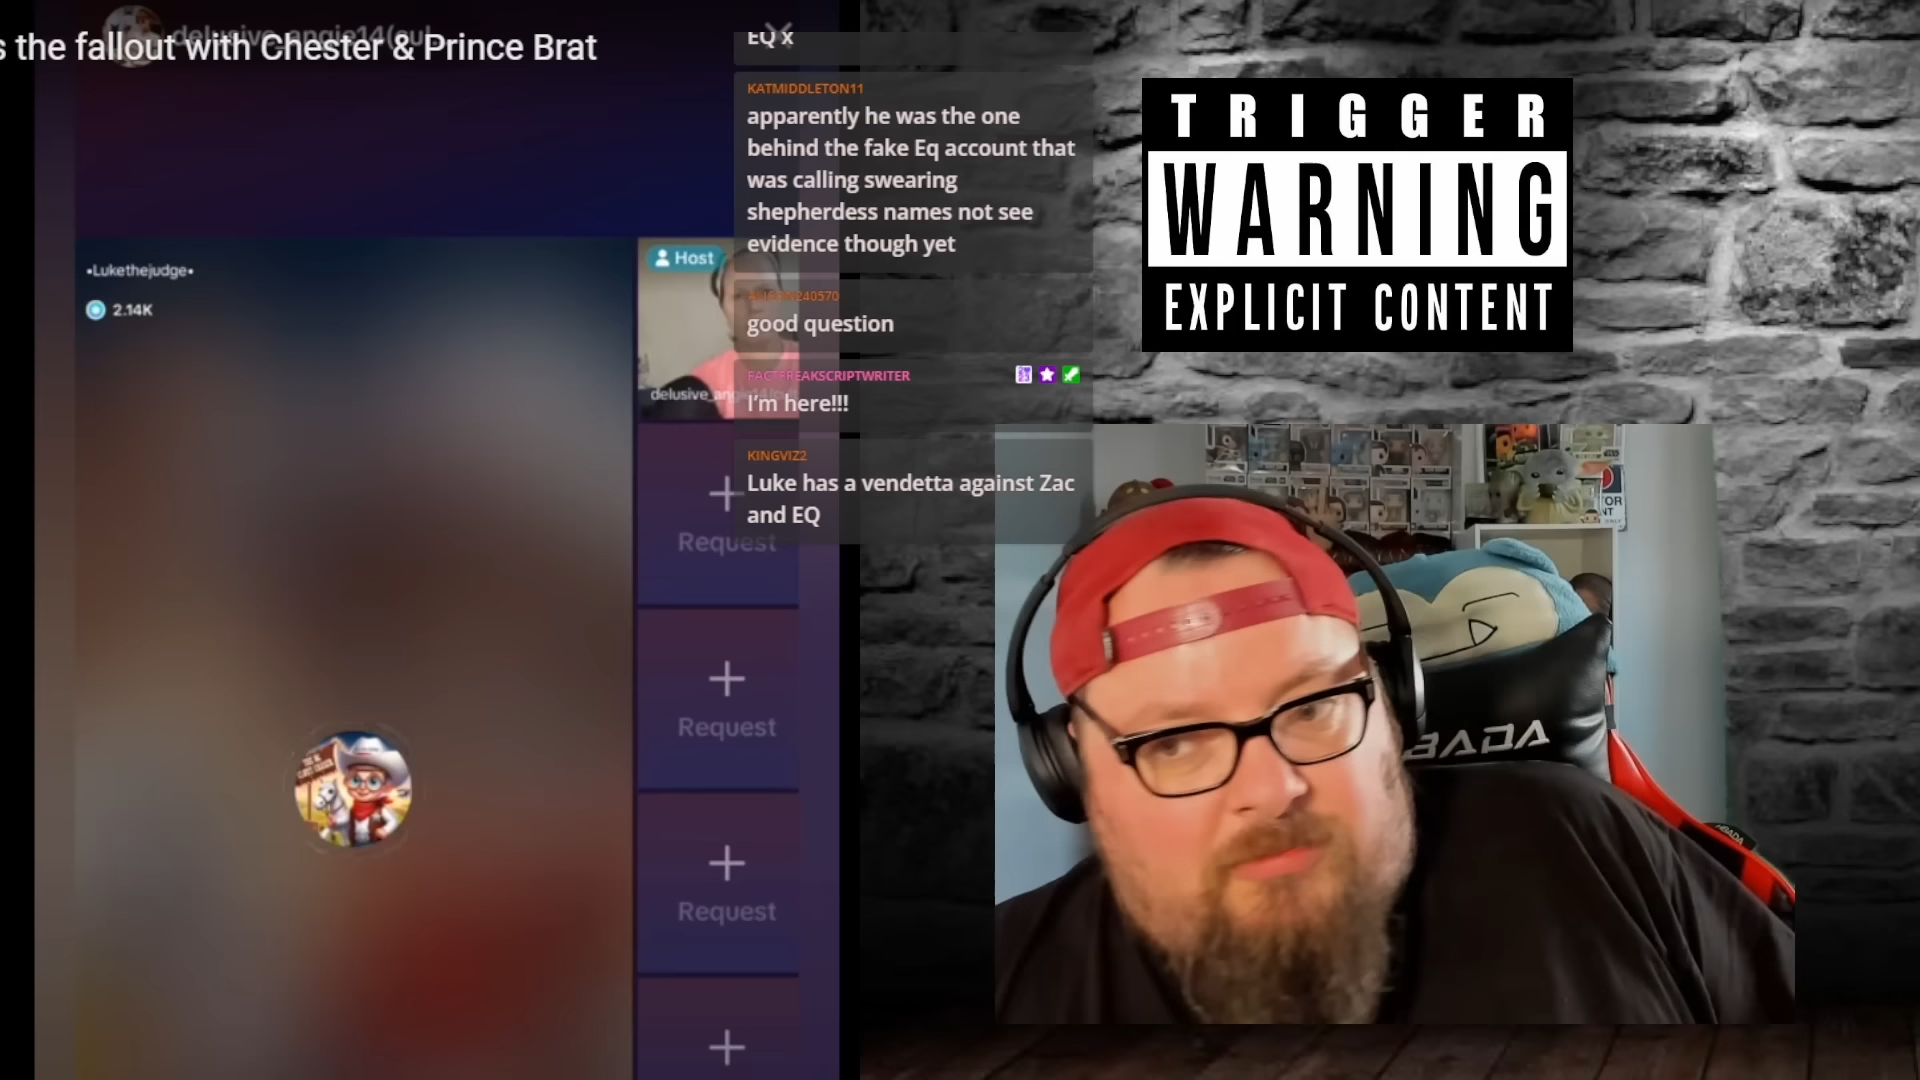 s the fallout with Chester & Prince Brat
EQ x
KATMIDDLETON11
apparently he was the one
behind the fake Eq account that
was calling swearing
shepherdess names not see
evidence though yet
good question
FACTFREAKSCRIPTWRITER
I'm here!!!
KINGVIZ2
Luke has a vendetta against Zac
and EQ
•Lukethejudge•
2.14K
Host
Request
Request
Request
TRIGGER
WARNING
EXPLICIT CONTENT